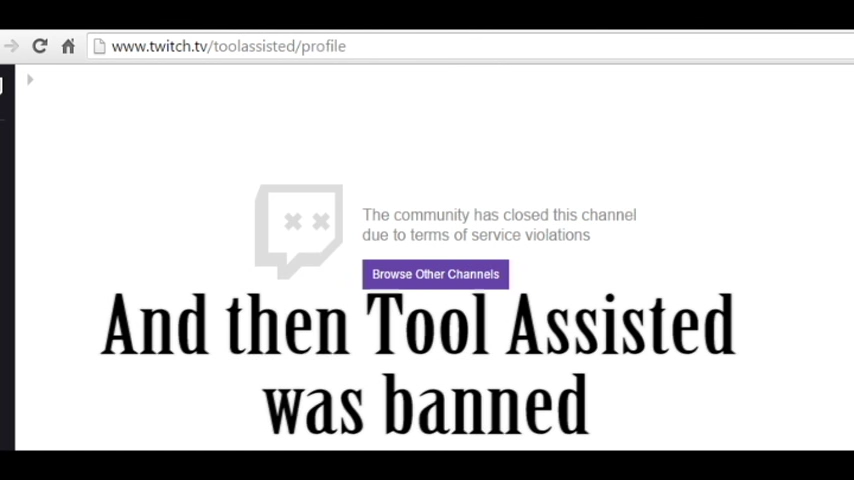 www.twitch.tv/toolassisted/profile
The community has closed this channel
due to terms of service violations
Browse Other Channels
And then Tool Assisted
was banned